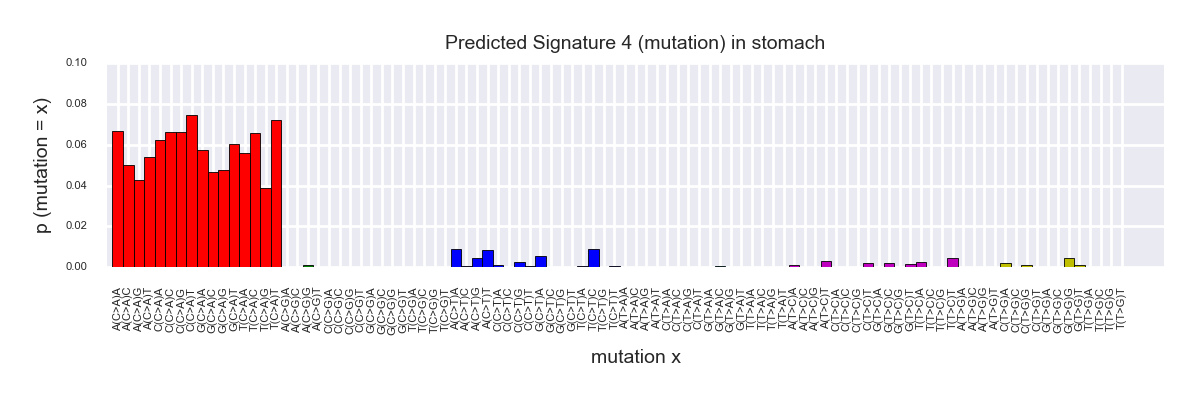 Predicted Signature 4 (mutation) in stomach
p (mutation = x)
0.10
0.08
0.06
0.04
0.02
0.00
A(C>A)A
A(C>A)C
A(C>A)G
A(C>A)T
C(C>A)A
C(C>A)C
C(C>A)G
C(C>A)T
G(C>A)A
G(C>A)C
G(C>A)G
G(C>A)T
T(C>A)A
T(C>A)C
T(C>A)G
T(C>A)T
A(C>G)A
A(C>G)C
A(C>G)G
A(C>G)T
C(C>G)A
C(C>G)C
C(C>G)G
C(C>G)T
G(C>G)A
G(C>G)C
G(C>G)G
G(C>G)T
T(C>G)A
T(C>G)C
T(C>G)G
T(C>G)T
A(C>T)A
A(C>T)C
A(C>T)G
A(C>T)T
C(C>T)A
C(C>T)C
C(C>T)G
C(C>T)T
G(C>T)A
G(C>T)C
G(C>T)G
G(C>T)T
T(C>T)A
T(C>T)C
T(C>T)G
T(C>T)T
A(T>A)A
A(T>A)C
A(T>A)G
A(T>A)T
C(T>A)A
C(T>A)C
C(T>A)G
C(T>A)T
G(T>A)A
G(T>A)C
G(T>A)G
G(T>A)T
T(T>A)A
T(T>A)C
T(T>A)G
T(T>A)T
A(T>C)A
A(T>C)C
A(T>C)G
A(T>C)T
C(T>C)A
C(T>C)C
C(T>C)G
C(T>C)T
G(T>C)A
G(T>C)C
G(T>C)G
G(T>C)T
T(T>C)A
T(T>C)C
T(T>C)G
T(T>C)T
A(T>G)A
A(T>G)C
A(T>G)G
A(T>G)T
C(T>G)A
C(T>G)C
C(T>G)G
C(T>G)T
G(T>G)A
G(T>G)C
G(T>G)G
G(T>G)T
T(T>G)A
T(T>G)C
T(T>G)G
T(T>G)T
mutation x